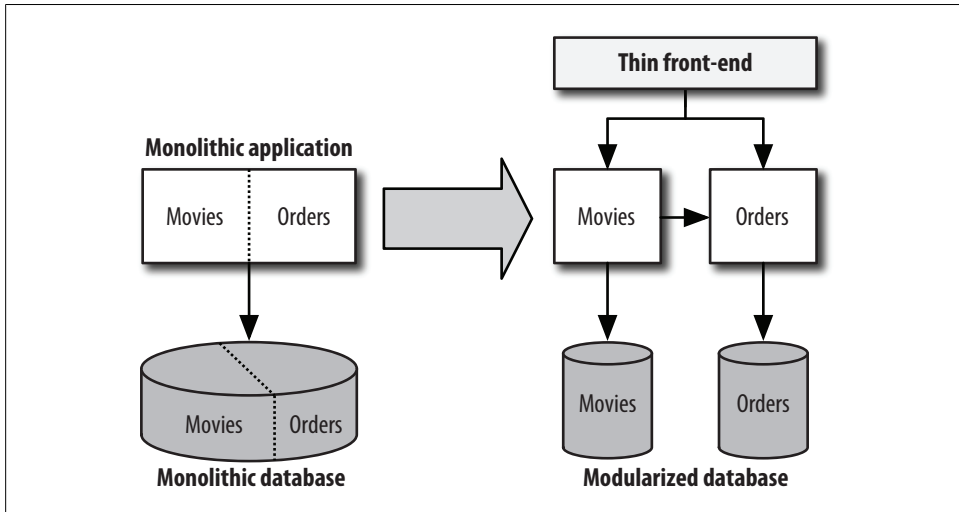 Monolithic application
Movies
Orders
Movies
Orders
Monolithic database
Thin front-end
Movies
Orders
Movies
Orders
Modularized database